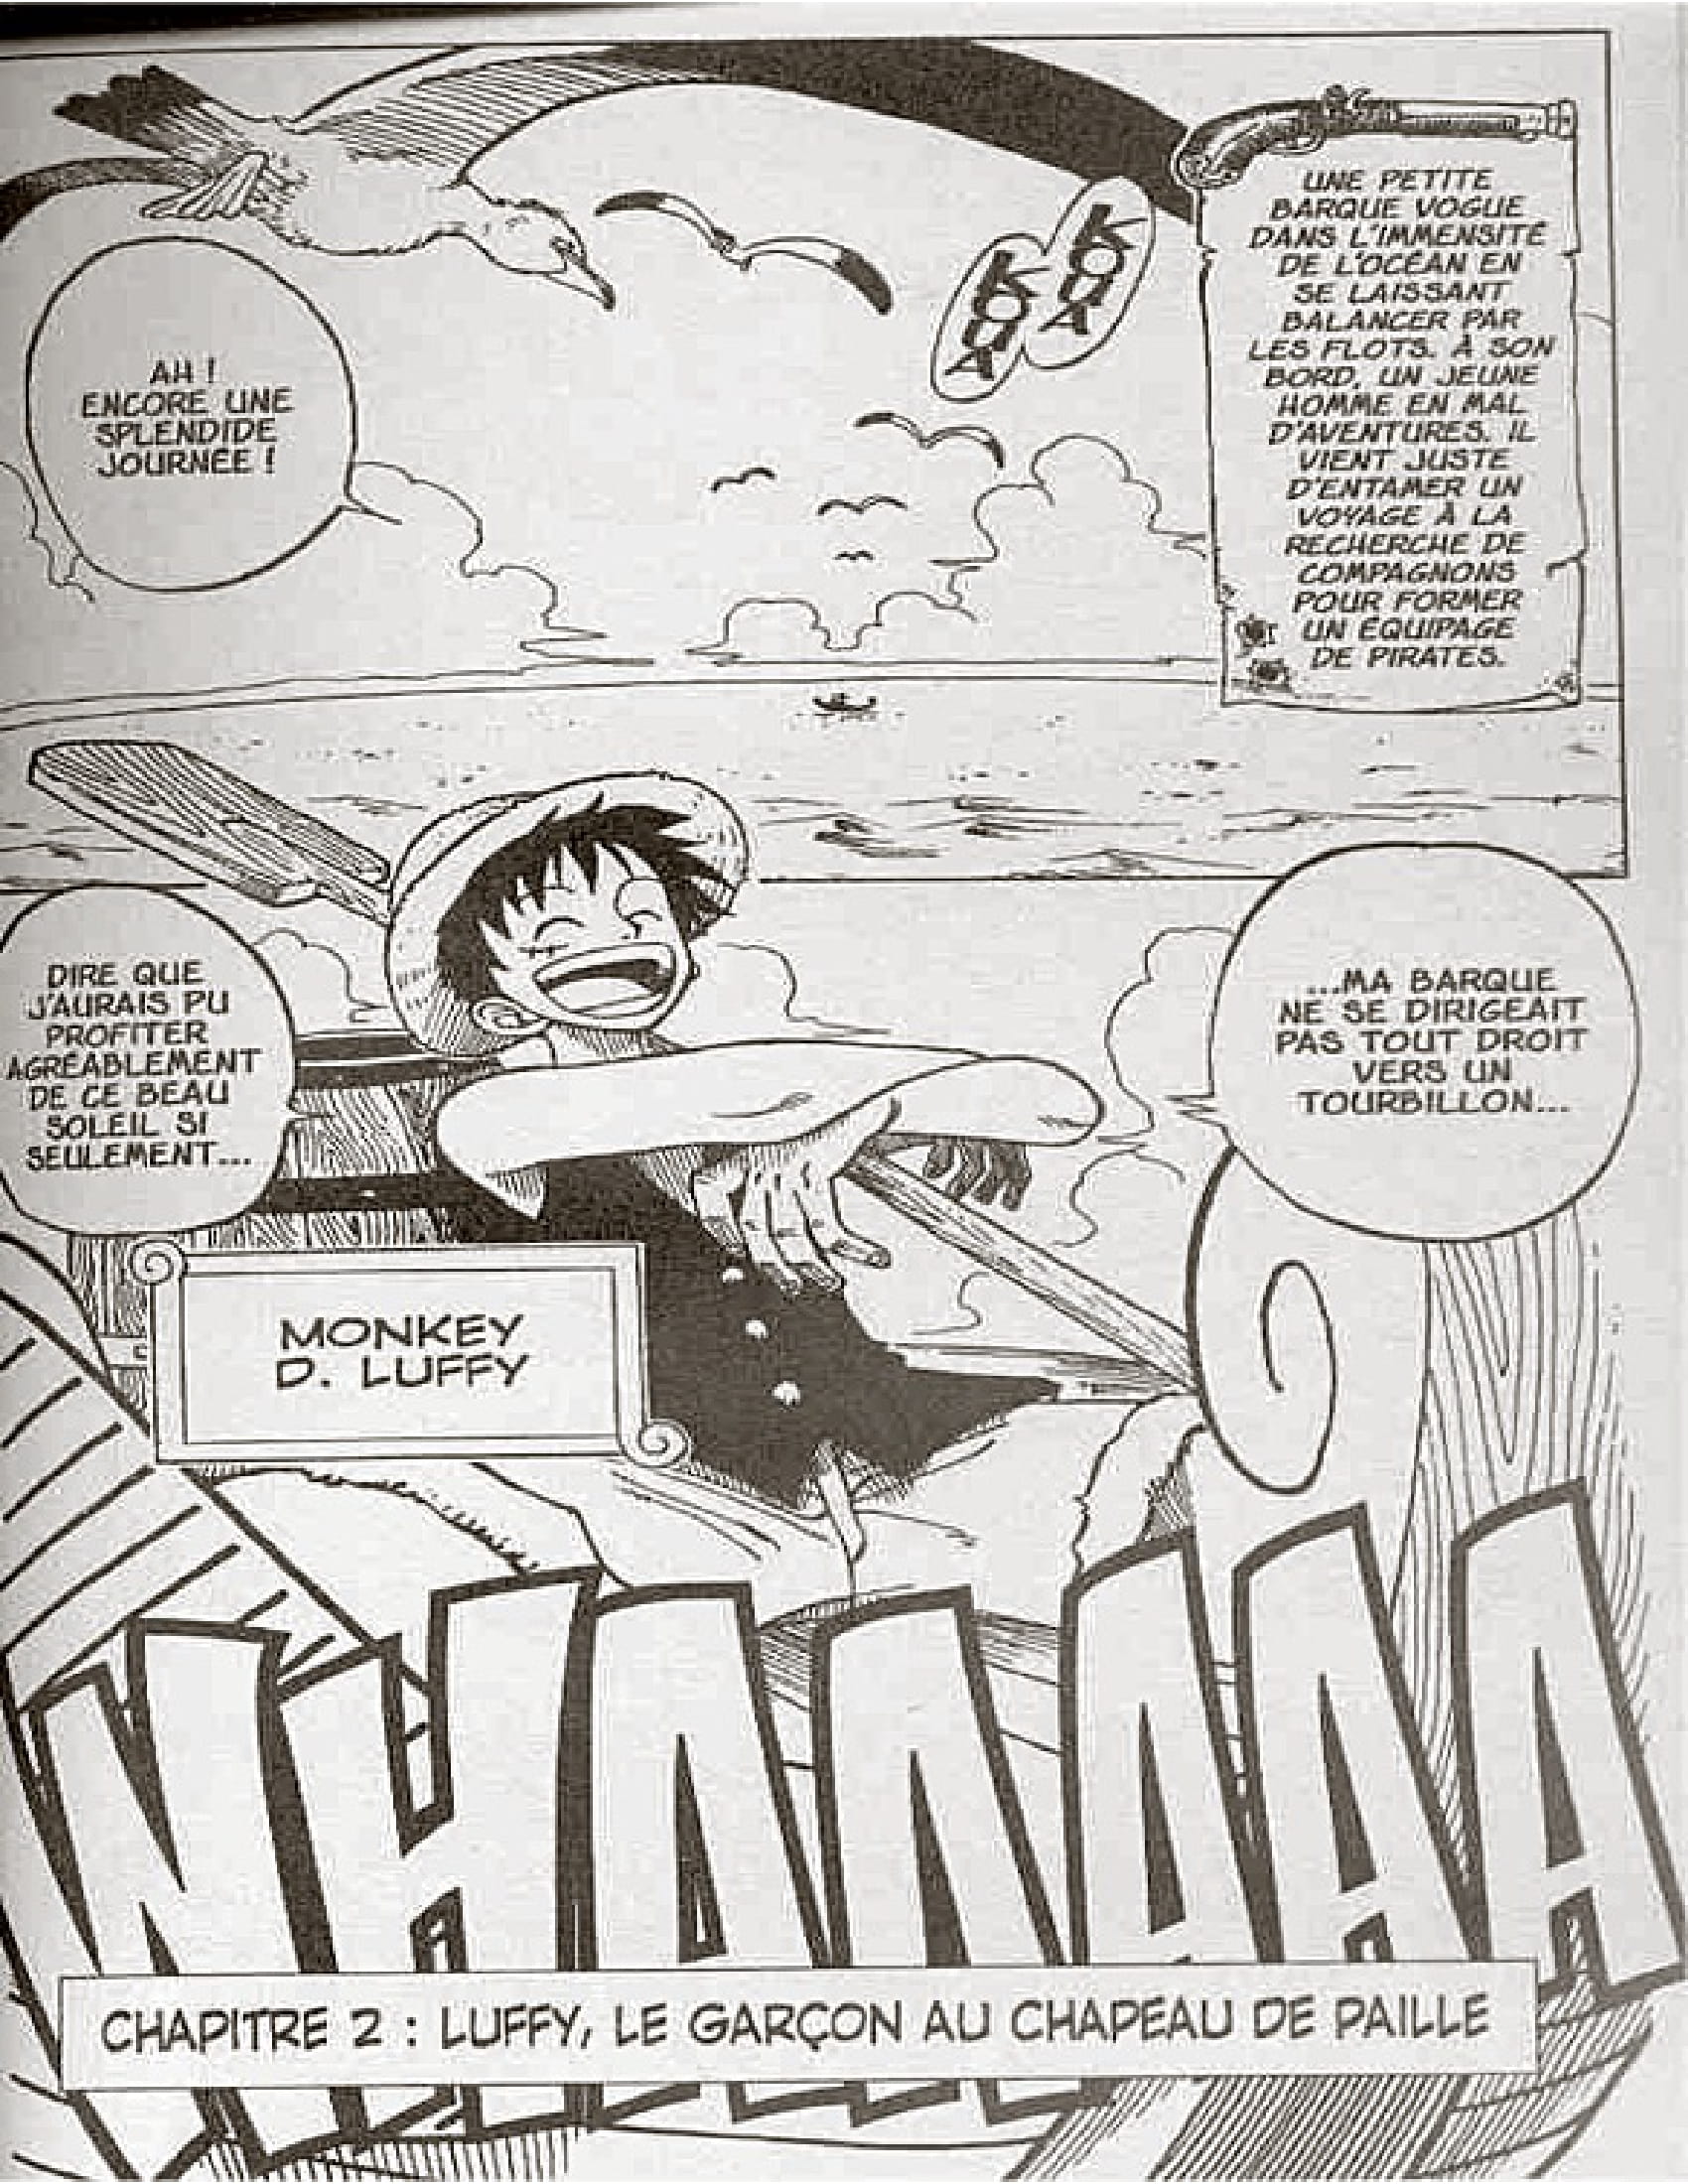 AH !
ENCORE UNE
SPLENDIDE
JOURNÉE !
KOUA
KOUA
UNE PETITE
BARQUE VOGUE
DANS L'IMMENSITÉ
DE L'OCÉAN EN
SE LAISSANT
BALANCER PAR
LES FLOTS. À SON
BORD, UN JEUNE
HOMME EN MAL
D'AVENTURES. IL
VIENT JUSTE
D'ENTAMER UN
VOYAGE À LA
RECHERCHE DE
COMPAGNONS
POUR FORMER
UN ÉQUIPAGE
DE PIRATES.
DIRE QUE
J'AURAIS PU
PROFITER
AGRÉABLEMENT
DE CE BEAU
SOLEIL SI
SEULEMENT...
...MA BARQUE
NE SE DIRIGEAIT
PAS TOUT DROIT
VERS UN
TOURBILLON...
MONKEY
D. LUFFY
WHAAAAA
CHAPITRE 2 : LUFFY, LE GARÇON AU CHAPEAU DE PAILLE